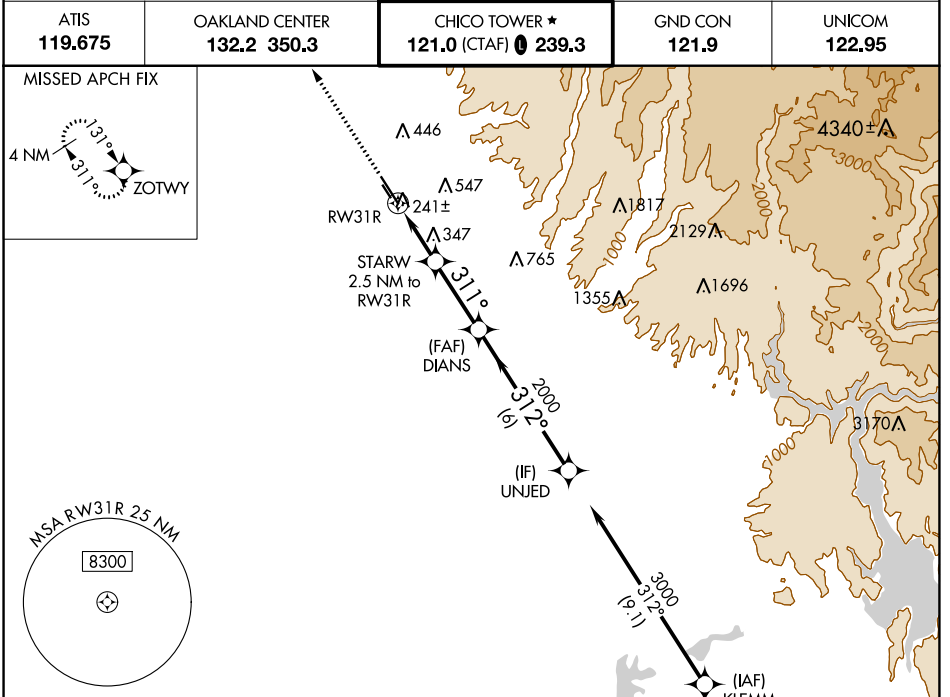 ATIS
119.675
OAKLAND CENTER
132.2 350.3
CHICO TOWER ★
121.0 (CTAF) L 239.3
GND CON
121.9
UNICOM
122.95
MISSED APCH FIX
131°
4 NM
311°
ZOTWY
446
547
RW31R
241±
347
STARW
2.5 NM to
RW31R
765
311°
(FAF)
DIANS
2000
312°
(6)
(IF)
UNJED
3000
312°
(9.1)
(IAF)
4340±
3000
2000
1817
1000
2129
1355
1696
2000
3170
1000
MSA RW31R 25 NM
8300